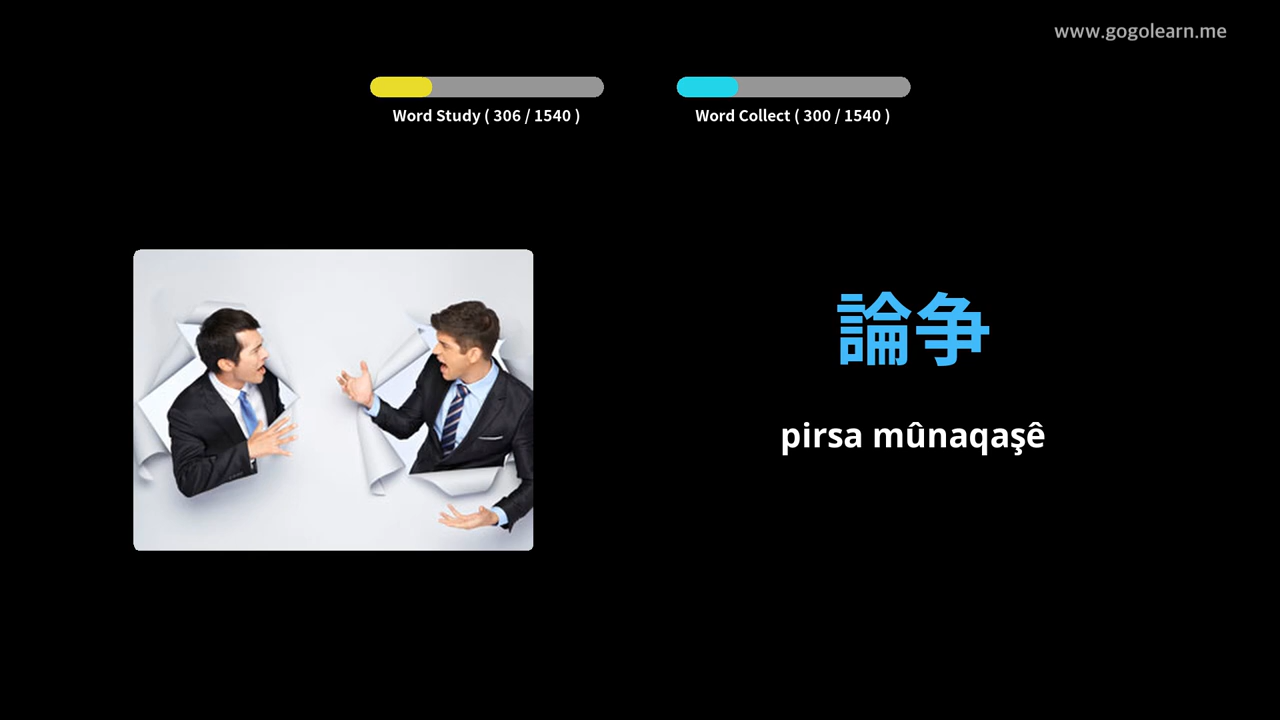 www.gogolearn.me
Word Study ( 306 / 1540 )
Word Collect ( 300 / 1540 )
論争
pirsa mûnaqaşê